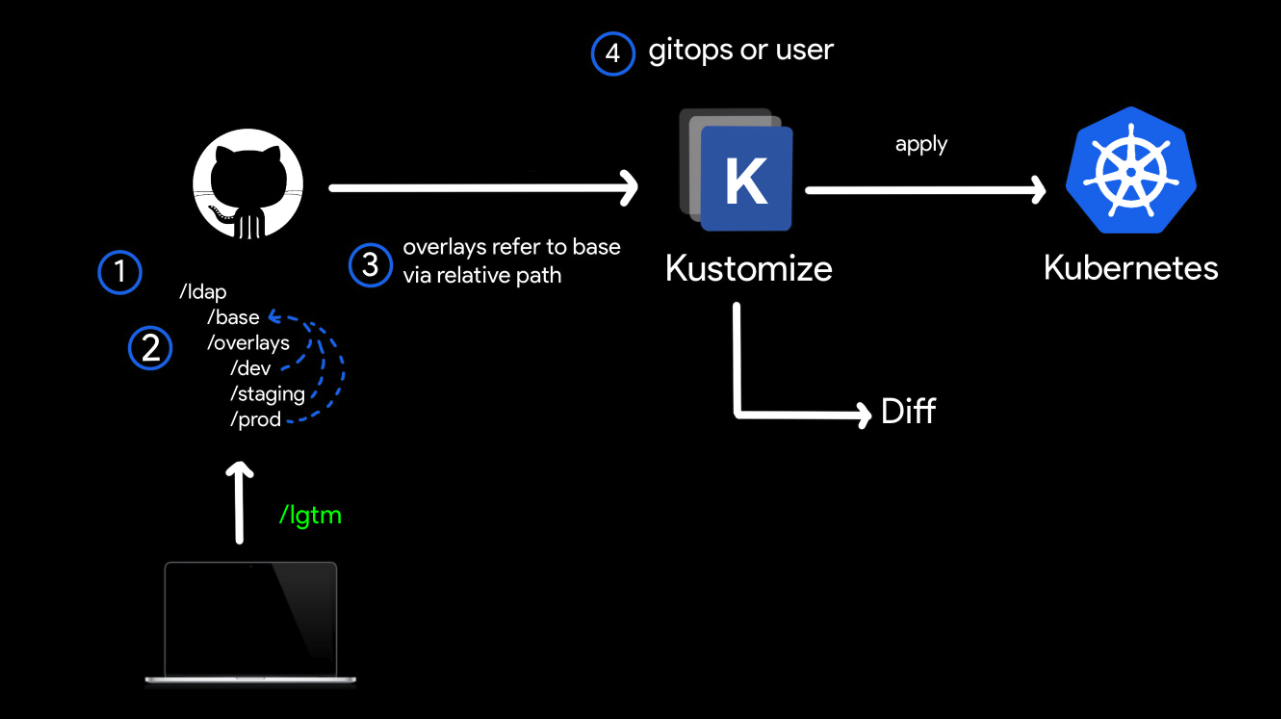 4 gitops or user
K
apply
Kustomize
Kubernetes
3 overlays refer to base
via relative path
1
/ldap
/base
2
/overlays
/dev
/staging
/prod
Diff
/lgtm